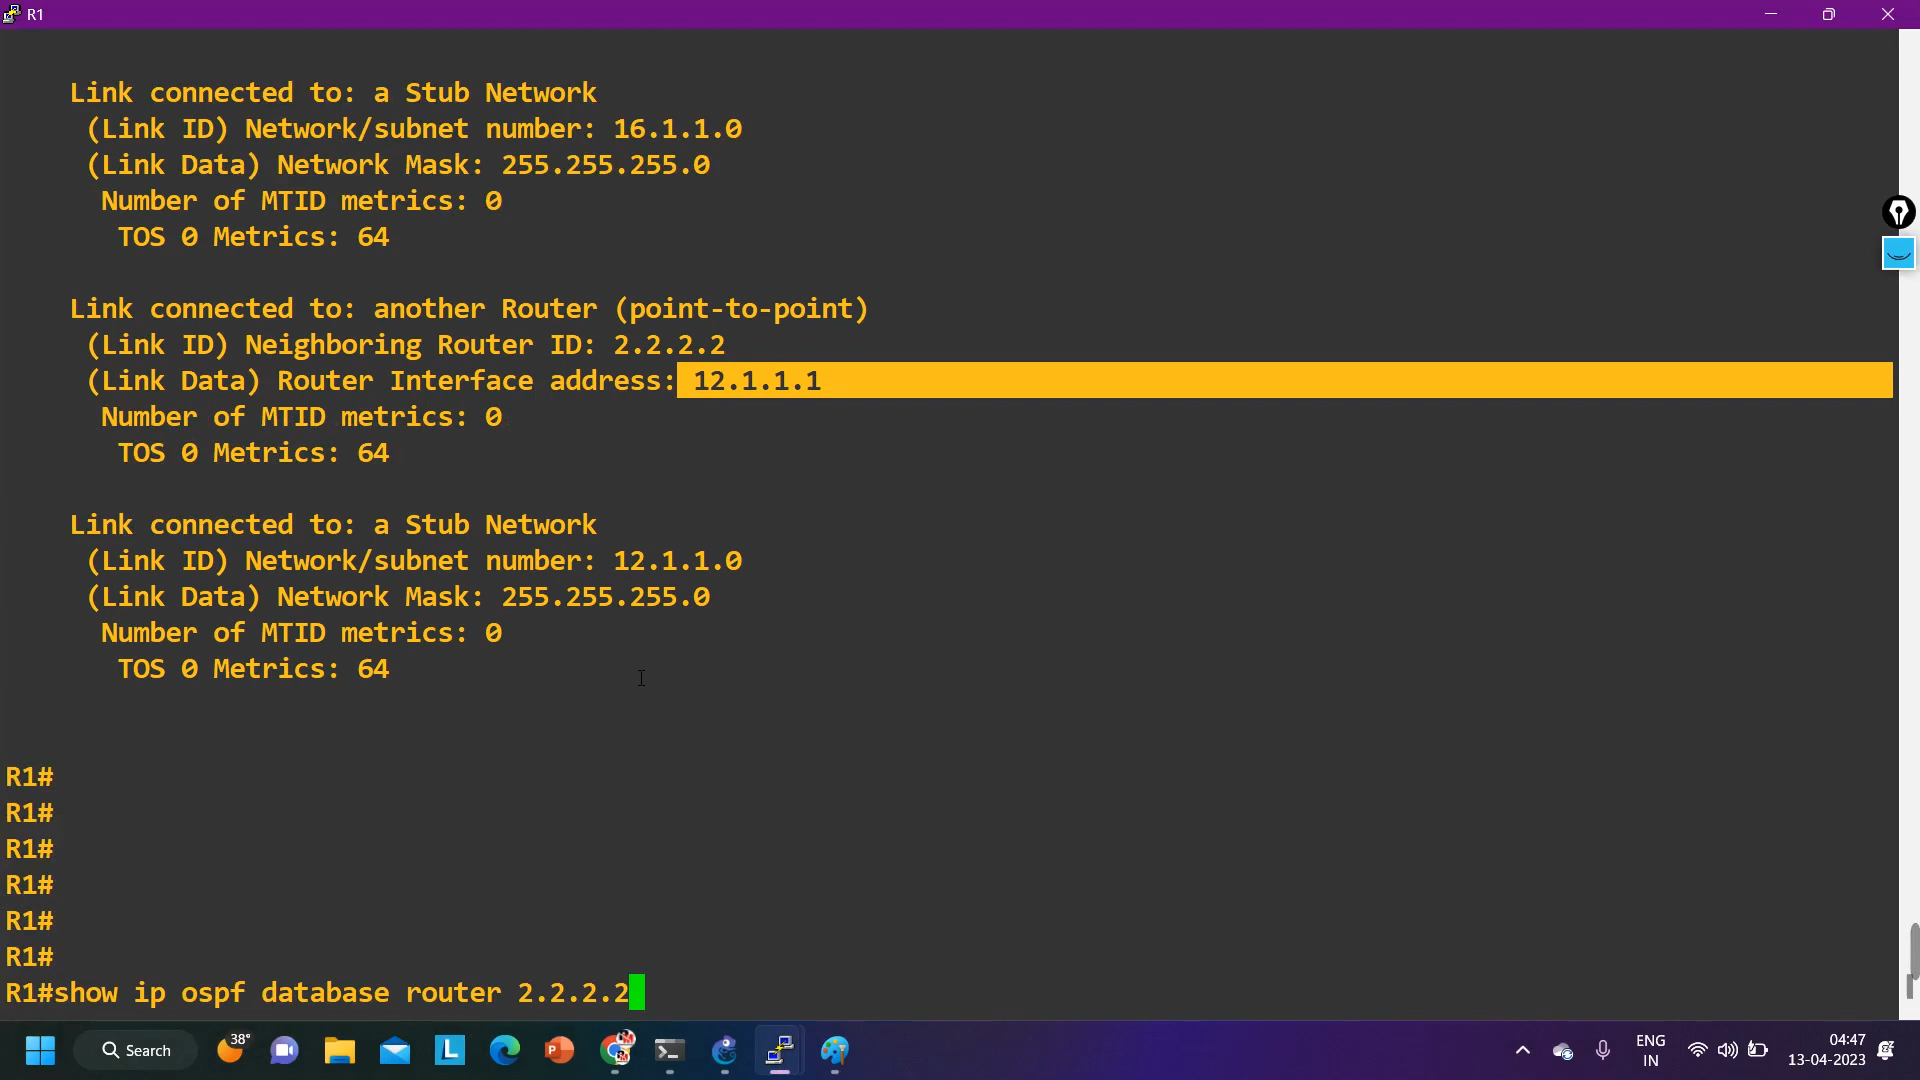 R1
Link connected to: a Stub Network
(Link ID) Network/subnet number: 16.1.1.0
(Link Data) Network Mask: 255.255.255.0
Number of MTID metrics: 0
TOS 0 Metrics: 64
Link connected to: another Router (point-to-point)
(Link ID) Neighboring Router ID: 2.2.2.2
(Link Data) Router Interface address: 12.1.1.1
Number of MTID metrics: 0
TOS 0 Metrics: 64
Link connected to: a Stub Network
(Link ID) Network/subnet number: 12.1.1.0
(Link Data) Network Mask: 255.255.255.0
Number of MTID metrics: 0
TOS 0 Metrics: 64
R1#
R1#
R1#
R1#
R1#
R1#
R1#show ip ospf database router 2.2.2.2
38°
Search
L
P
ENG
IN
04:47
13-04-2023